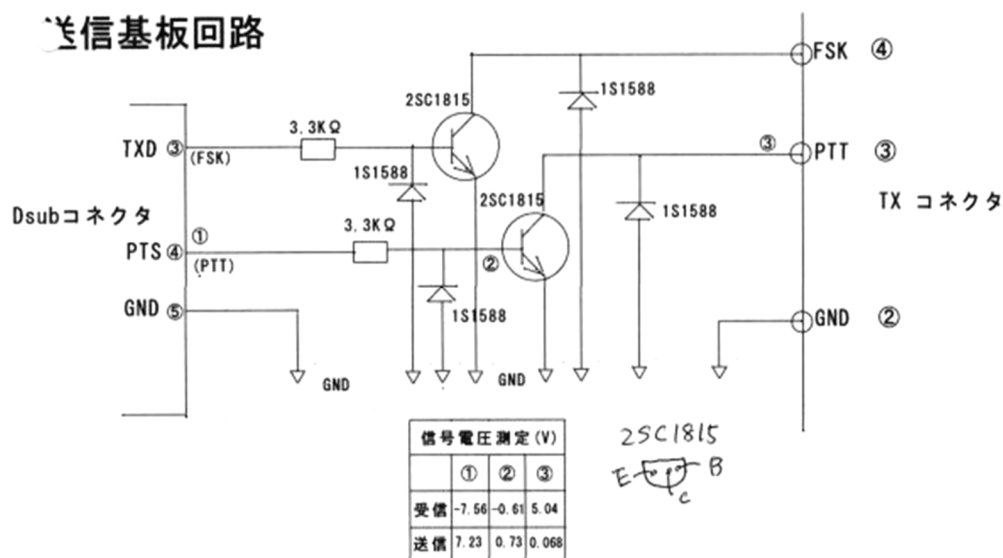 送信基板回路
FSK ④
1S1588
2SC1815
3.3KΩ
TXD ③
(FSK)
③
PTT ③
1S1588
2SC1815
1S1588
TX コネクタ
Dsubコネクタ
3.3KΩ
①
PTS ④
(PTT)
②
GND ⑤
1S1588
GND ②
GND
GND
信号電圧測定(V)
① ② ③
受信 -7.56 -0.61 5.04
送信 7.23 0.73 0.068
2SC1815
E B
C